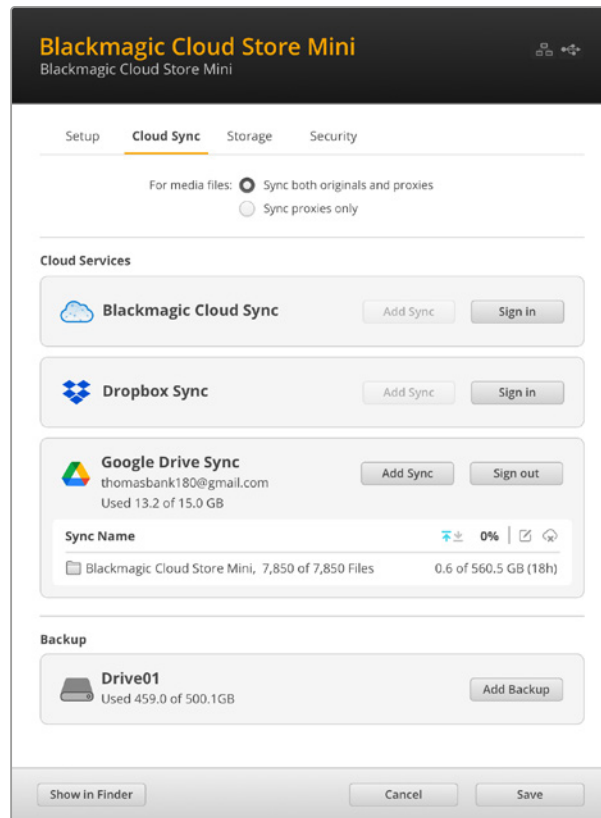 Blackmagic Cloud Store Mini
Blackmagic Cloud Store Mini
Setup Cloud Sync Storage Security
For media files: Sync both originals and proxies
Sync proxies only
Cloud Services
Blackmagic Cloud Sync Add Sync Sign in
Dropbox Sync Add Sync Sign in
Google Drive Sync
thomasbank180@gmail.com
Used 13.2 of 15.0 GB
Add Sync Sign out
Sync Name 0%
Blackmagic Cloud Store Mini, 7,850 of 7,850 Files 0.6 of 560.5 GB (18h)
Backup
Drive01
Used 459.0 of 500.1GB
Add Backup
Show in Finder Cancel Save